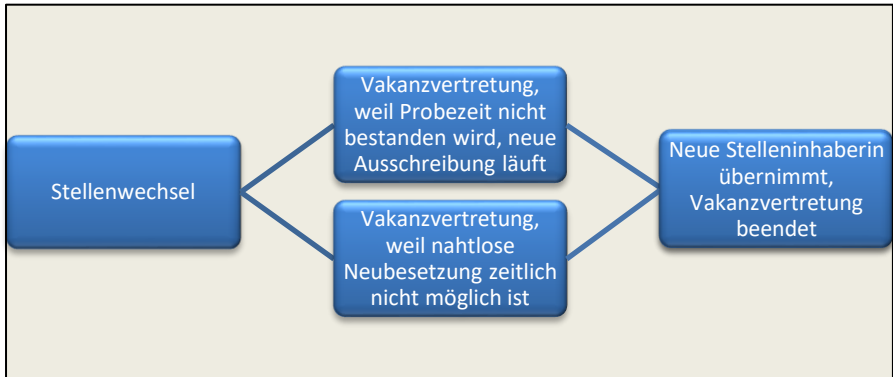 Stellenwechsel
Vakanzvertretung,
weil Probezeit nicht
bestanden wird, neue
Ausschreibung läuft
Vakanzvertretung,
weil nahtlose
Neubesetzung zeitlich
nicht möglich ist
Neue Stelleninhaberin
übernimmt,
Vakanzvertretung
beendet